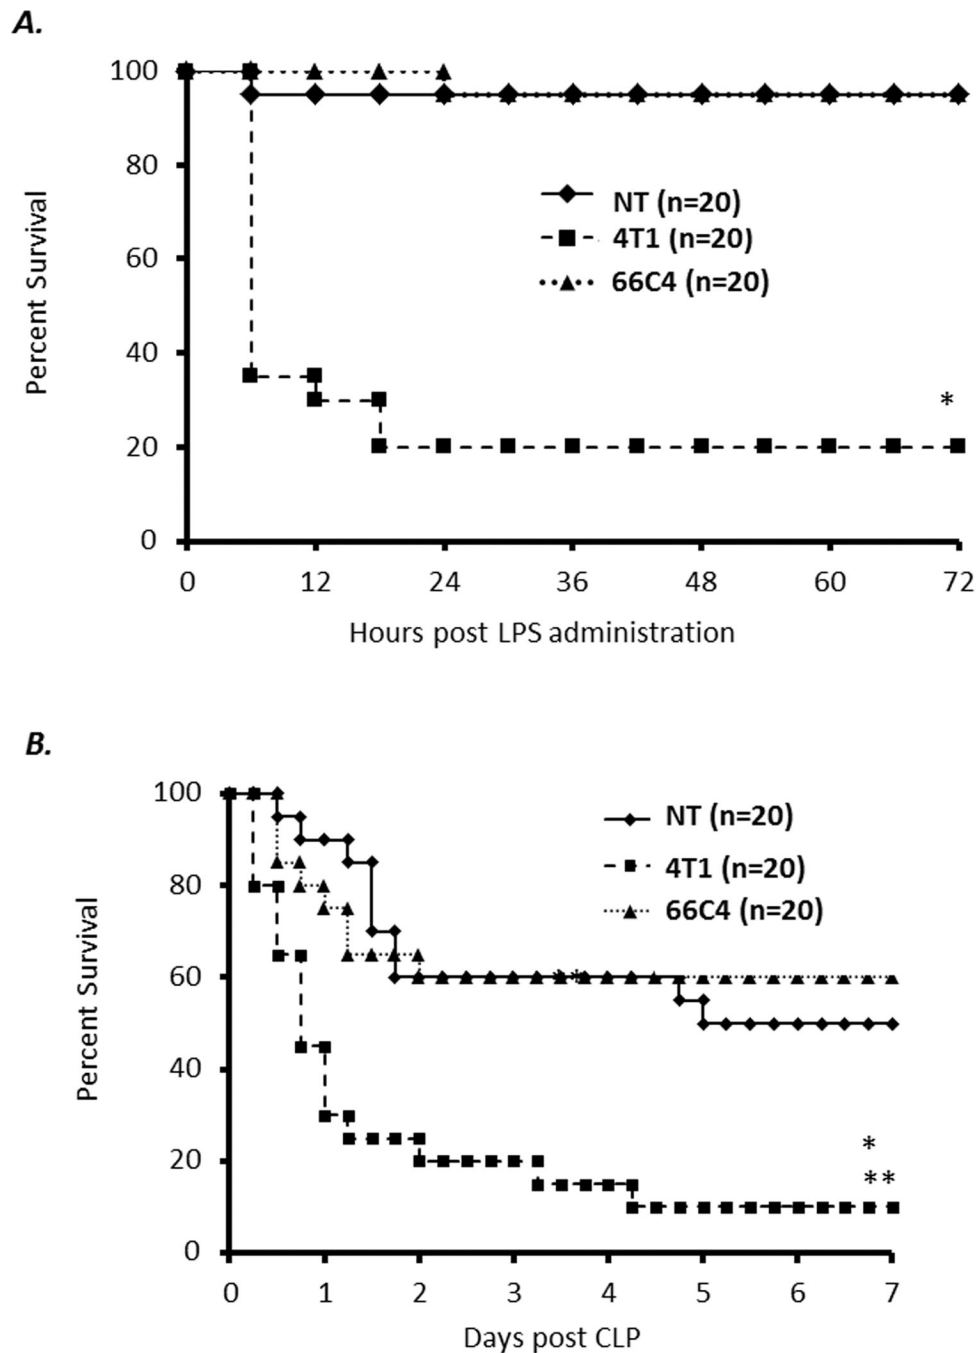 A.
100
80
60
40
20
0
Percent Survival
NT (n=20)
4T1 (n=20)
66C4 (n=20)
*
0 12 24 36 48 60 72
Hours post LPS administration
B.
100
80
60
40
20
0
Percent Survival
NT (n=20)
4T1 (n=20)
66C4 (n=20)
**
*
**
0 1 2 3 4 5 6 7
Days post CLP